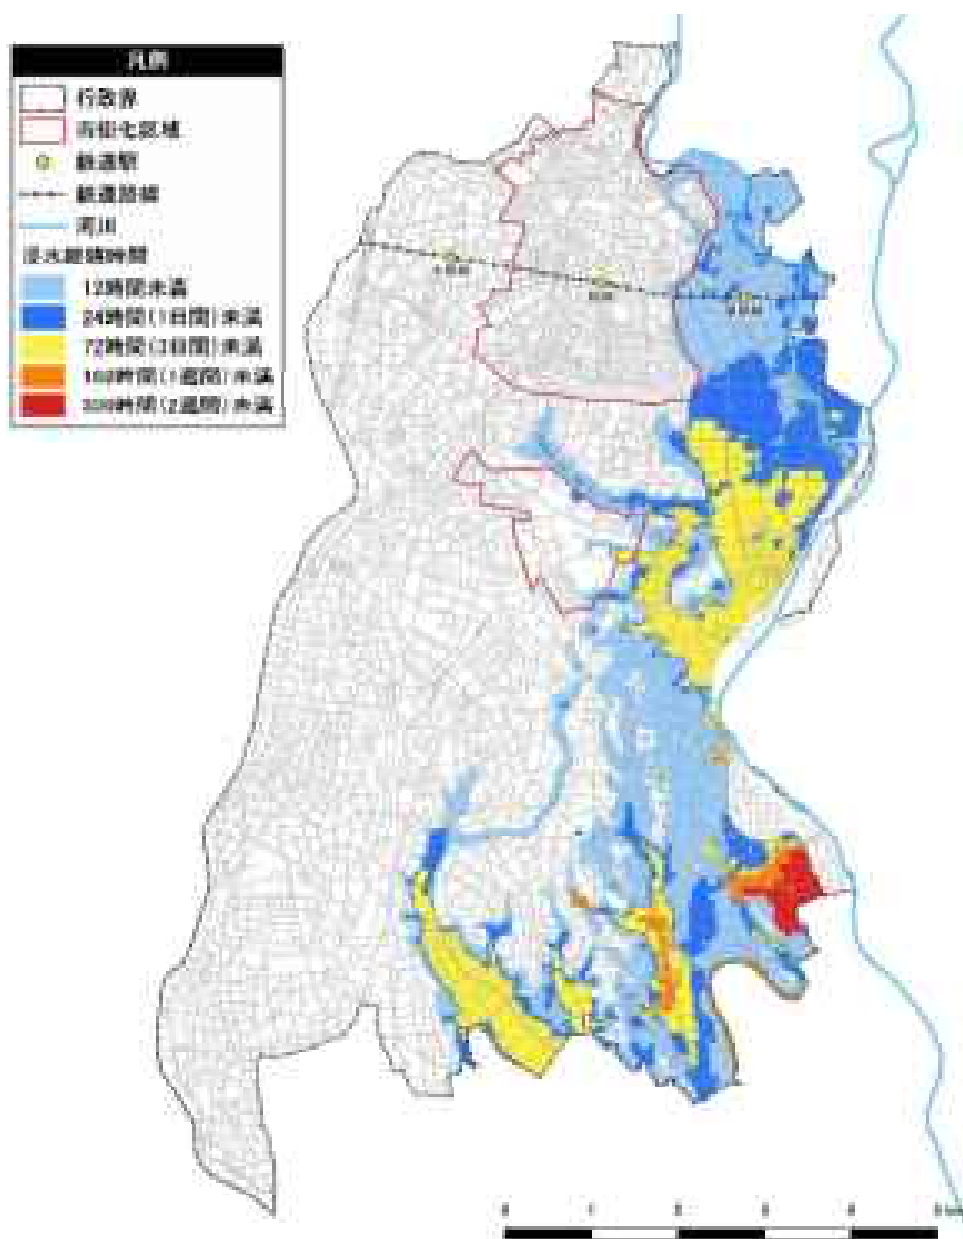 凡例
行政界
市街化区域
鉄道駅
鉄道路線
河川
浸水継続時間
12時間未満
24時間(1日間)未満
72時間(3日間)未満
168時間(1週間)未満
336時間(2週間)未満
0 1 2 3 4 5 km